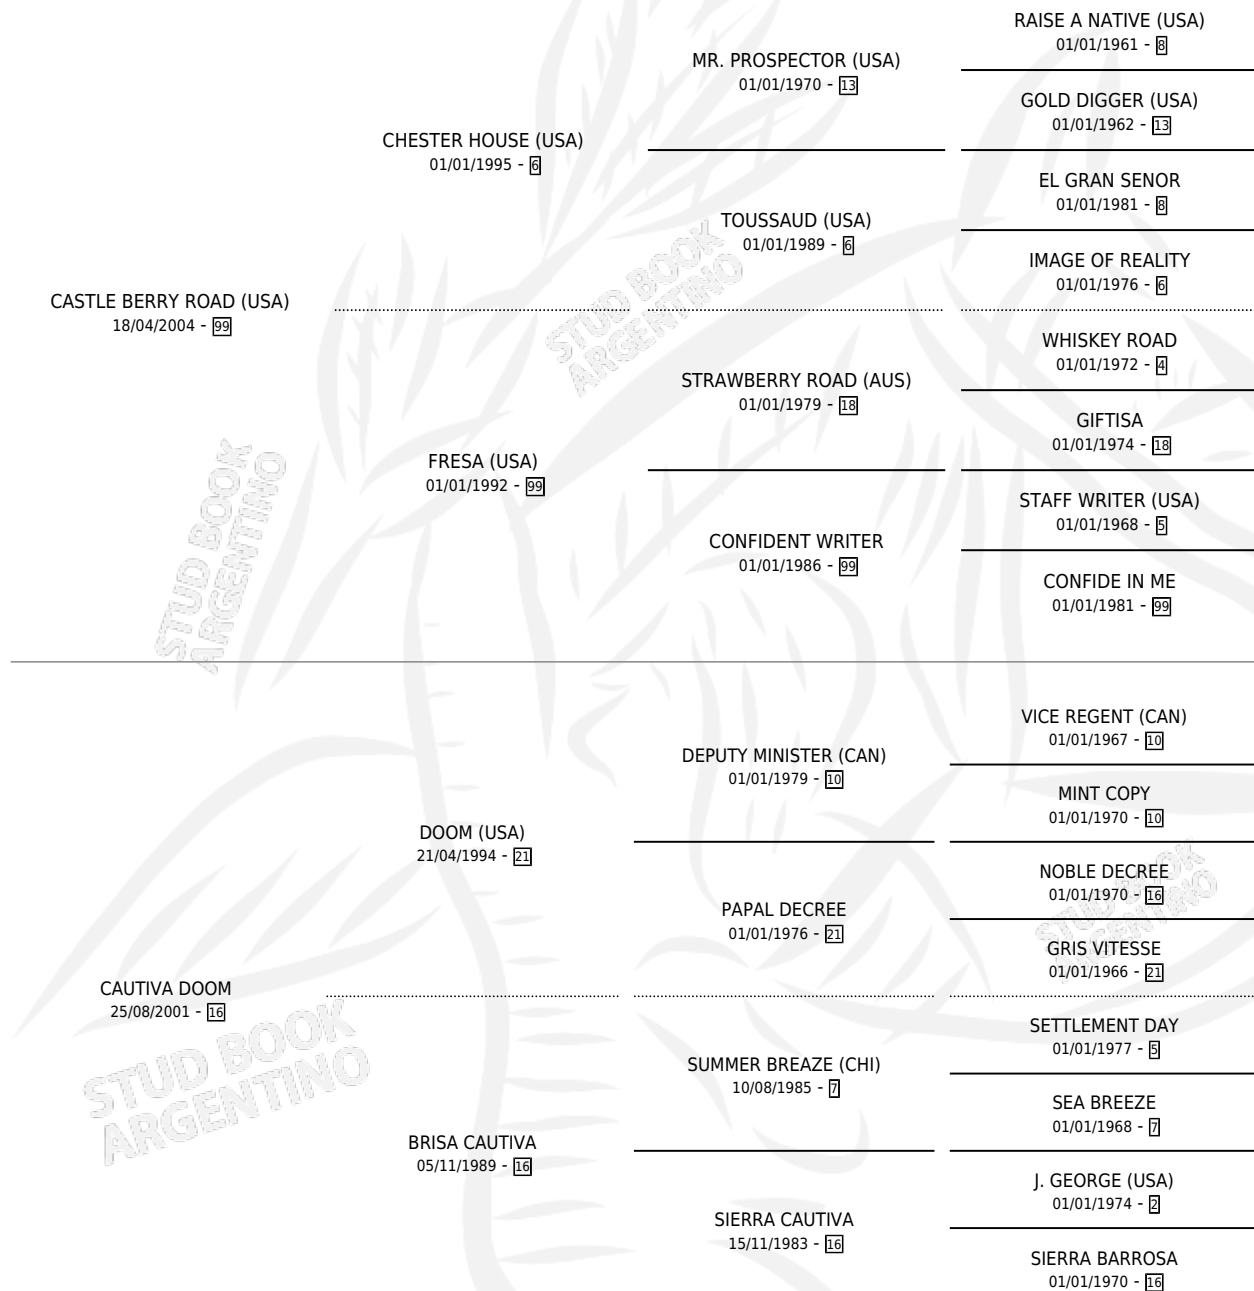 RAISE A NATIVE (USA)
01/01/1961 - 8
MR. PROSPECTOR (USA)
01/01/1970 - 13
GOLD DIGGER (USA)
01/01/1962 - 13
CHESTER HOUSE (USA)
01/01/1995 - 6
EL GRAN SENOR
01/01/1981 - 8
TOUSSAUD (USA)
01/01/1989 - 6
IMAGE OF REALITY
01/01/1976 - 6
CASTLE BERRY ROAD (USA)
18/04/2004 - 99
WHISKEY ROAD
01/01/1972 - 4
STRAWBERRY ROAD (AUS)
01/01/1979 - 18
GIFTISA
01/01/1974 - 18
FRESA (USA)
01/01/1992 - 99
STAFF WRITER (USA)
01/01/1968 - 5
CONFIDENT WRITER
01/01/1986 - 99
CONFIDE IN ME
01/01/1981 - 99
VICE REGENT (CAN)
01/01/1967 - 10
DEPUTY MINISTER (CAN)
01/01/1979 - 10
MINT COPY
01/01/1970 - 10
DOOM (USA)
21/04/1994 - 21
NOBLE DECREE
01/01/1970 - 16
PAPAL DECREE
01/01/1976 - 21
GRIS VITESSE
01/01/1966 - 21
CAUTIVA DOOM
25/08/2001 - 16
SETTLEMENT DAY
01/01/1977 - 5
SUMMER BREAZE (CHI)
10/08/1985 - 7
SEA BREEZE
01/01/1968 - 7
BRISA CAUTIVA
05/11/1989 - 16
J. GEORGE (USA)
01/01/1974 - 2
SIERRA CAUTIVA
15/11/1983 - 16
SIERRA BARROSA
01/01/1970 - 16
STUD BOOK
ARGENTINO
STUD BOOK
ARGENTINO
STUD BOOK
ARGENTINO
STUD BOOK
ARGENTINO